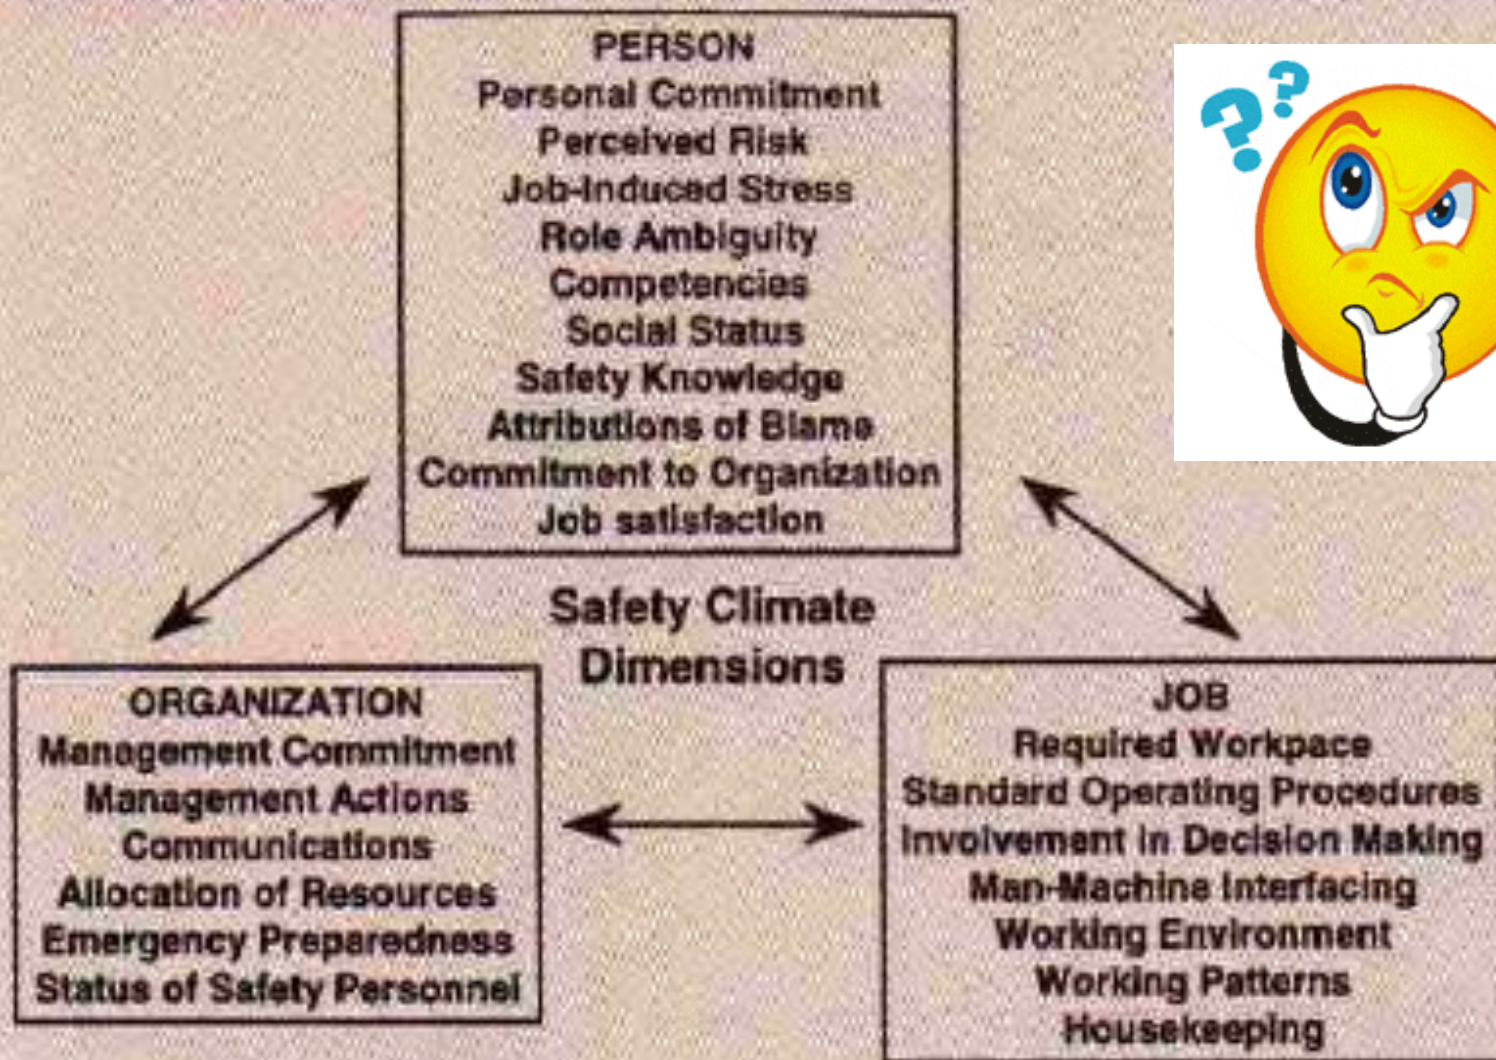 PERSON
Personal Commitment
Perceived Risk
Job-Induced Stress
Role Ambiguity
Competencies
Social Status
Safety Knowledge
Attributions of Blame
Commitment to Organization
Job satisfaction
Safety Climate
Dimensions
ORGANIZATION
Management Commitment
Management Actions
Communications
Allocation of Resources
Emergency Preparedness
Status of Safety Personnel
JOB
Required Workpace
Standard Operating Procedures
Involvement in Decision Making
Man-Machine Interfacing
Working Environment
Working Patterns
Housekeeping
??